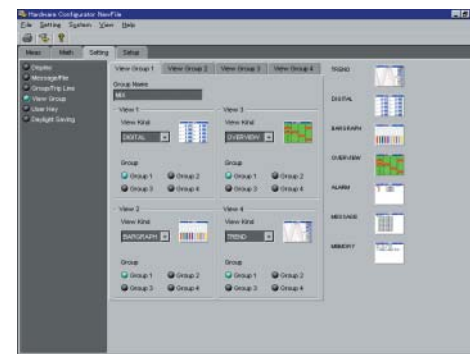 Hardware Configurator NewFile
File Setting System View Help
Meas Math Setting Setup
Display
Message/File
Group/Trip Line
View Group
User Key
Daylight Saving
View Group 1 View Group 2 View Group 3 View Group 4
Group Name
MIX
View 1
View Kind
DIGITAL
Group
Group 1 Group 2
Group 3 Group 4
View 3
View Kind
OVERVIEW
Group
Group 1 Group 2
Group 3 Group 4
View 2
View Kind
BARGRAPH
Group
Group 1 Group 2
Group 3 Group 4
View 4
View Kind
TREND
Group
Group 1 Group 2
Group 3 Group 4
TREND
DIGITAL
BARGRAPH
OVERVIEW
ALARM
MESSAGE
MEMORY